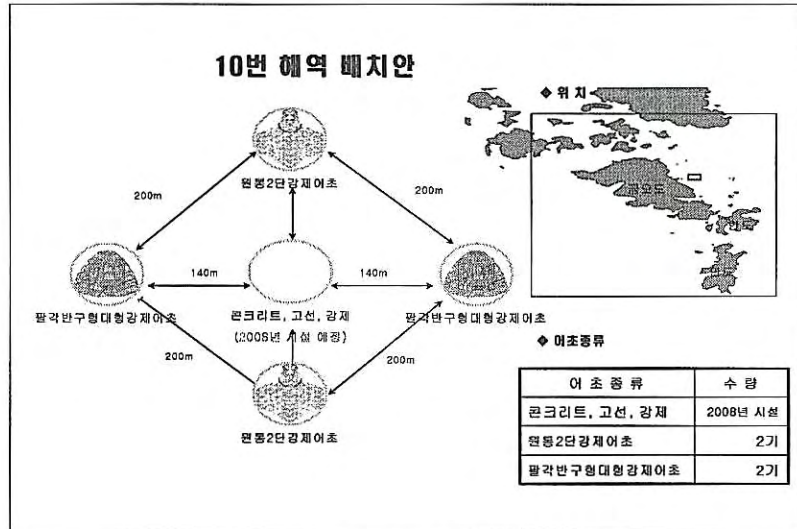 10번 해역 배치안
◆ 위 치
원통2단강제어초
200m
200m
금오도
140m
140m
팔각반구형대형강제어초
콘크리트, 고선, 강제
(2008년 시설 예정)
팔각반구형대형강제어초
200m
200m
◆ 어초종류
원통2단강제어초
어 초 종 류
수 량
콘크리트, 고선, 강제
2008년 시설
원통2단강제어초
2기
팔각반구형대형강제어초
2기